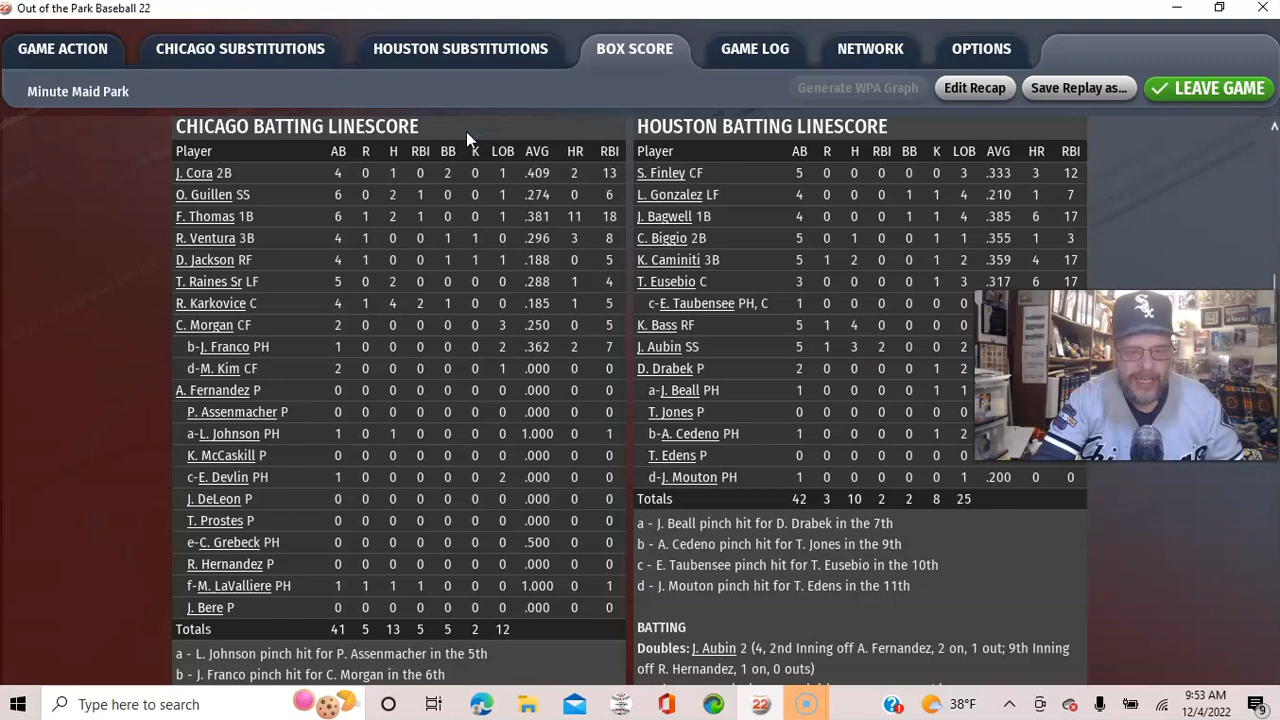 Out of the Park Baseball 22
GAME ACTION CHICAGO SUBSTITUTIONS HOUSTON SUBSTITUTIONS BOX SCORE GAME LOG NETWORK OPTIONS
Minute Maid Park Generate WPA Graph Edit Recap Save Replay as... LEAVE GAME
CHICAGO BATTING LINESCORE
Player AB R H RBI BB K LOB AVG HR RBI
J. Cora 2B 4 0 1 0 2 0 1 .409 2 13
O. Guillen SS 6 0 2 1 0 0 1 .274 0 6
F. Thomas 1B 6 1 2 1 0 0 1 .381 11 18
R. Ventura 3B 4 1 0 0 1 1 0 .296 3 8
D. Jackson RF 4 1 0 0 1 1 1 .188 0 5
T. Raines Sr LF 5 0 2 0 0 0 0 .288 1 4
R. Karkovice C 4 1 4 2 1 0 0 .185 1 5
C. Morgan CF 2 0 0 0 0 0 3 .250 0 5
b-J. Franco PH 1 0 0 0 0 0 2 .362 2 7
d-M. Kim CF 2 0 0 0 0 0 1 .000 0 0
A. Fernandez P 0 0 0 0 0 0 0 .000 0 0
P. Assenmacher P 0 0 0 0 0 0 0 .000 0 0
a-L. Johnson PH 1 0 1 0 0 0 0 1.000 0 1
K. McCaskill P 0 0 0 0 0 0 0 .000 0 0
c-E. Devlin PH 1 0 0 0 0 0 2 .000 0 0
J. DeLeon P 0 0 0 0 0 0 0 .000 0 0
T. Prostes P 0 0 0 0 0 0 0 .000 0 0
e-C. Grebeck PH 0 0 0 0 0 0 0 .500 0 0
R. Hernandez P 0 0 0 0 0 0 0 .000 0 0
f-M. LaValliere PH 1 1 1 1 0 0 0 1.000 0 1
J. Bere P 0 0 0 0 0 0 0 .000 0 0
Totals 41 5 13 5 5 2 12
a - L. Johnson pinch hit for P. Assenmacher in the 5th
b - J. Franco pinch hit for C. Morgan in the 6th
HOUSTON BATTING LINESCORE
Player AB R H RBI BB K LOB AVG HR RBI
S. Finley CF 5 0 0 0 0 0 3 .333 3 12
L. Gonzalez LF 4 0 0 0 1 1 4 .210 1 7
J. Bagwell 1B 4 0 0 0 1 1 4 .385 6 17
C. Biggio 2B 5 0 1 0 0 1 1 .355 1 3
K. Caminiti 3B 5 1 2 0 0 1 2 .359 4 17
T. Eusebio C 3 0 0 0 0 1 3 .317 6 17
c-E. Taubensee PH, C 1 0 0 0 0 0 0
K. Bass RF 5 1 4 0 0 0 0
J. Aubin SS 5 1 3 2 0 0 2
D. Drabek P 2 0 0 0 0 1 2
a-J. Beall PH 1 0 0 0 0 1 1
T. Jones P 0 0 0 0 0 0 0
b-A. Cedeno PH 1 0 0 0 0 1 2
T. Edens P 0 0 0 0 0 0 0
d-J. Mouton PH 1 0 0 0 0 0 1 .200 0 0
Totals 42 3 10 2 2 8 25
a - J. Beall pinch hit for D. Drabek in the 7th
b - A. Cedeno pinch hit for T. Jones in the 9th
c - E. Taubensee pinch hit for T. Eusebio in the 10th
d - J. Mouton pinch hit for T. Edens in the 11th
BATTING
Doubles: J. Aubin 2 (4, 2nd Inning off A. Fernandez, 2 on, 1 out; 9th Inning
off R. Hernandez, 1 on, 0 outs)
Sox
Type here to search
22
38°F
9:53 AM
12/4/2022
9